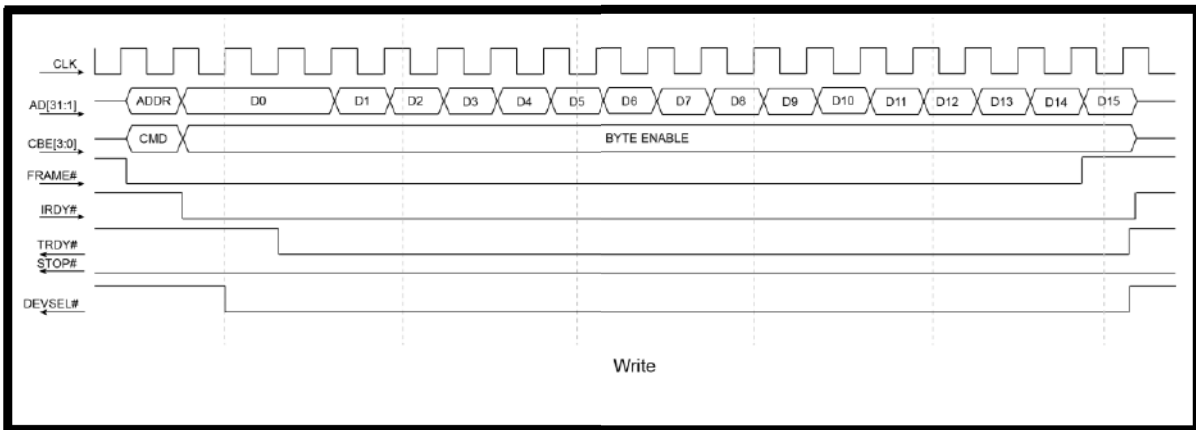 CLK
AD[31:1] ADDR D0 D1 D2 D3 D4 D5 D6 D7 D8 D9 D10 D11 D12 D13 D14 D15
CBE[3:0] CMD BYTE ENABLE
FRAME#
IRDY#
TRDY#
STOP#
DEVSEL#
Write